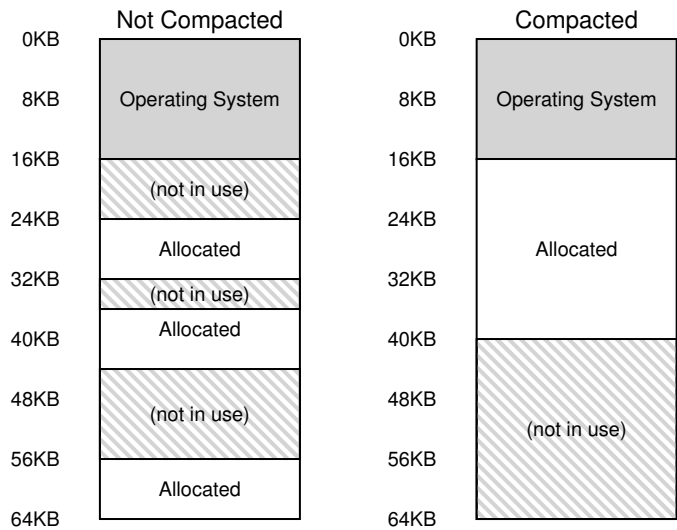 Not Compacted
0KB
8KB
16KB
24KB
32KB
40KB
48KB
56KB
64KB
Operating System
(not in use)
Allocated
(not in use)
Allocated
(not in use)
Allocated
Compacted
0KB
8KB
16KB
24KB
32KB
40KB
48KB
56KB
64KB
Operating System
Allocated
(not in use)